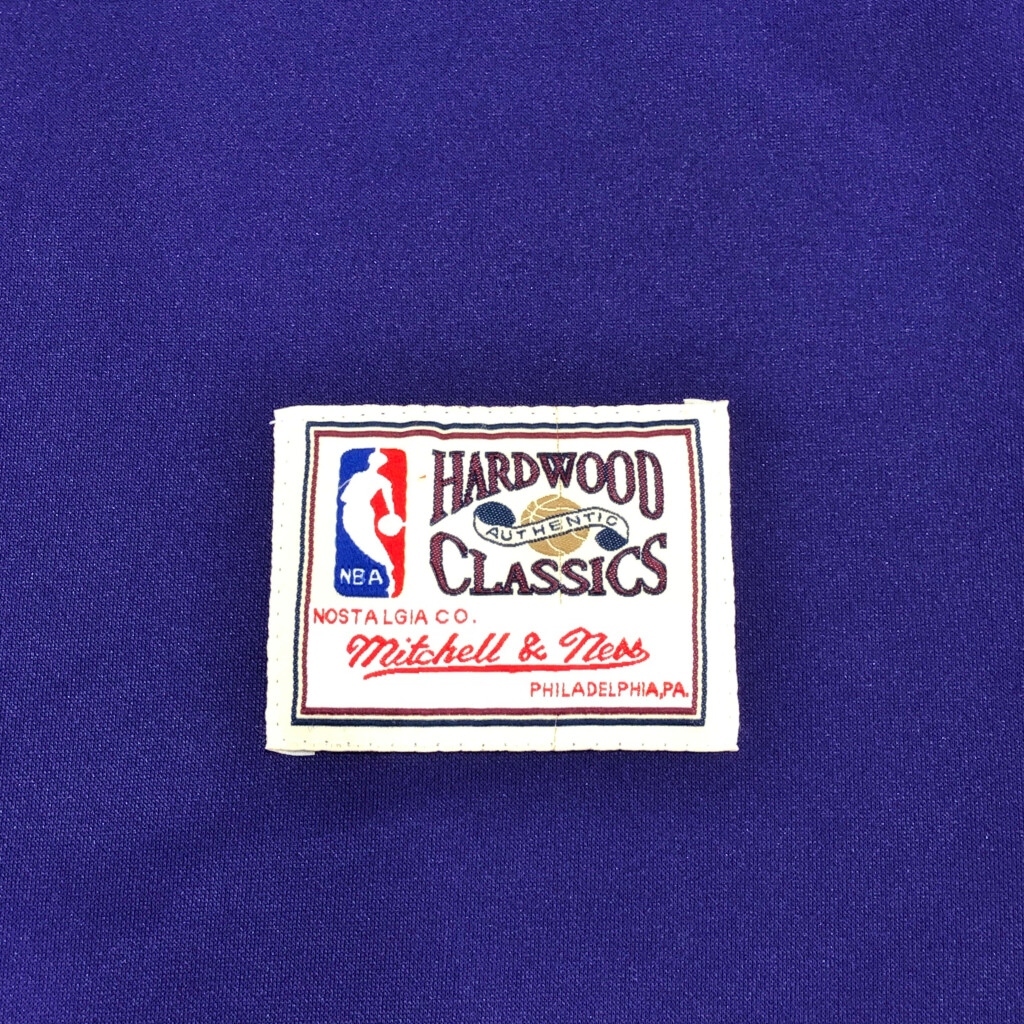 HARDWOOD
AUTHENTIC
CLASSICS
NBA
NOSTALGIA CO.
Mitchell & Ness
PHILADELPHIA, PA.